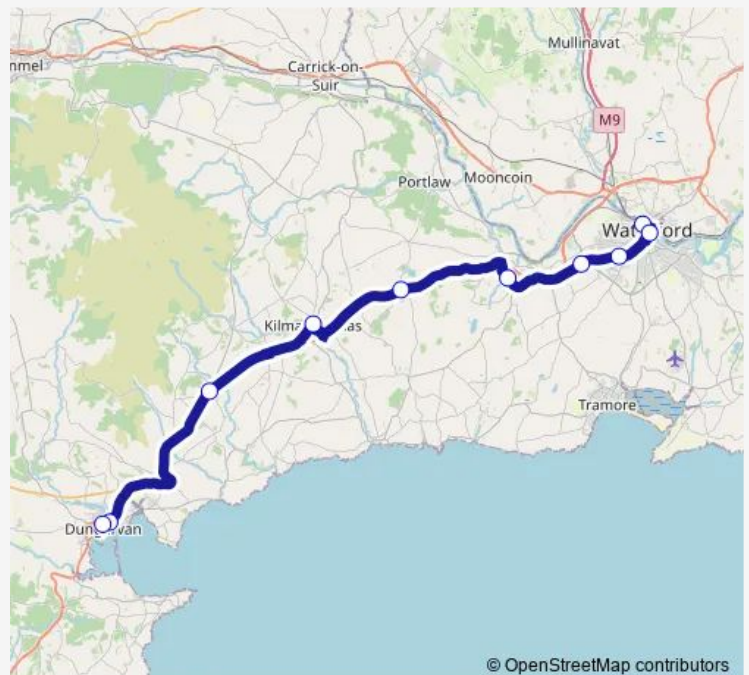 Mullinavat
nmel
Carrick-on-
Suir
M9
Portlaw
Mooncoin
Tramore
© OpenStreetMap contributors